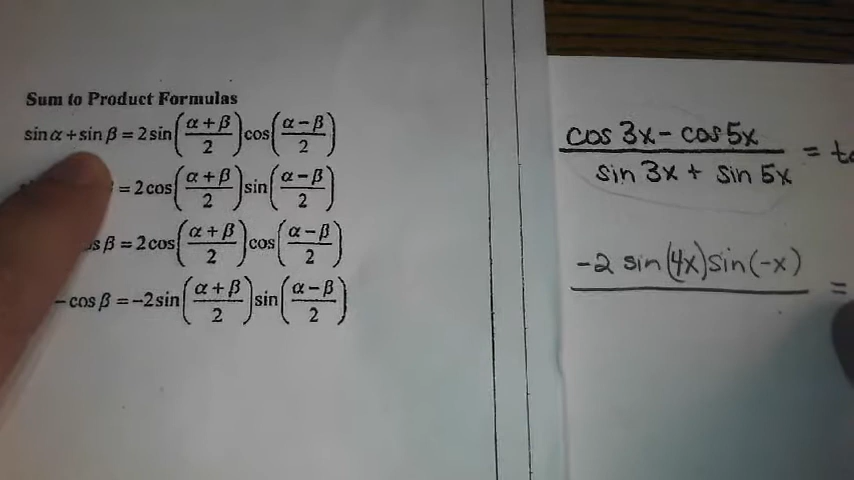 Sum to Product Formulas
sin α + sin β = 2 sin((α + β)/2) cos((α − β)/2)
= 2 cos((α + β)/2) sin((α − β)/2)
β = 2 cos((α + β)/2) cos((α − β)/2)
− cos β = −2 sin((α + β)/2) sin((α − β)/2)
cos 3x − cos 5x
=
sin 3x + sin 5x
-2 sin(4x) sin(-x)
=